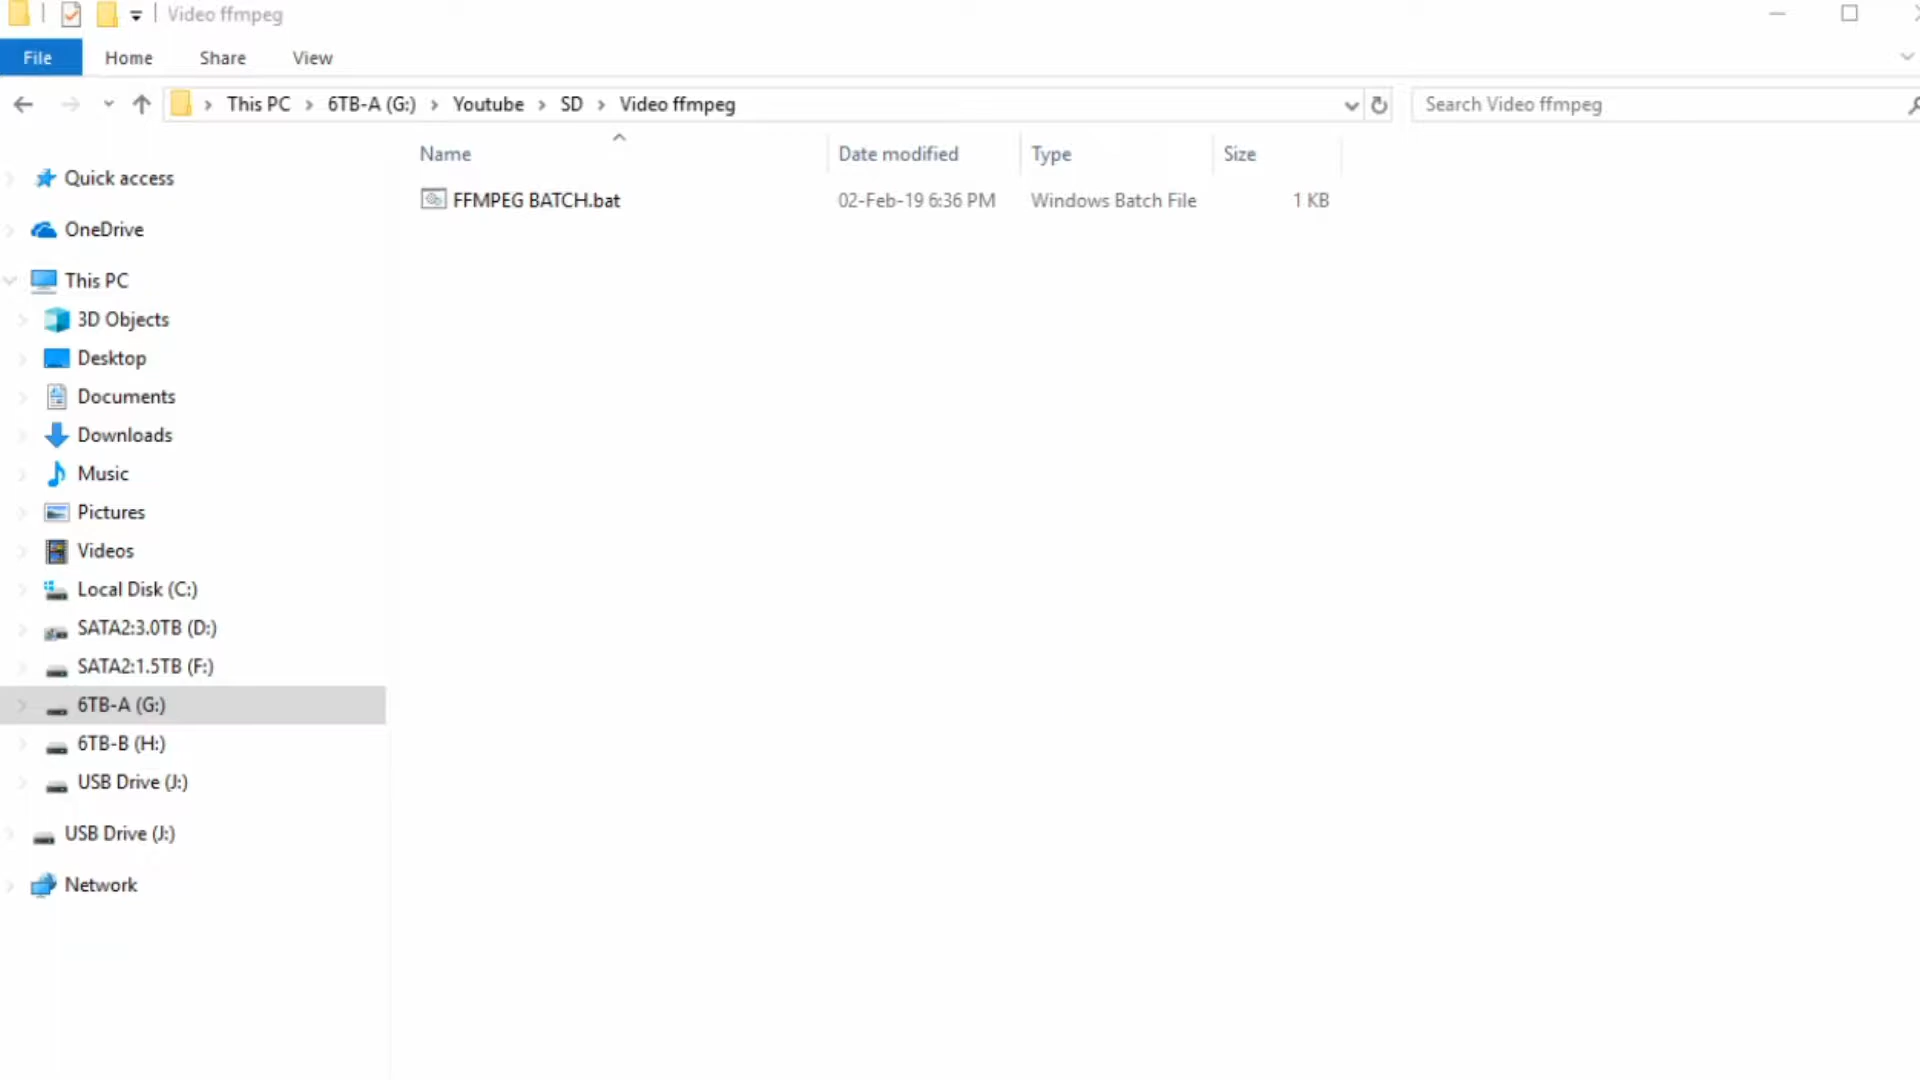 Video ffmpeg
File Home Share View
This PC 6TB-A (G:) Youtube SD Video ffmpeg Search Video ffmpeg
Name Date modified Type Size
FFMPEG BATCH.bat 02-Feb-19 6:36 PM Windows Batch File 1 KB
Quick access
OneDrive
This PC
3D Objects
Desktop
Documents
Downloads
Music
Pictures
Videos
Local Disk (C:)
SATA2:3.0TB (D:)
SATA2:1.5TB (F:)
6TB-A (G:)
6TB-B (H:)
USB Drive (J:)
USB Drive (J:)
Network